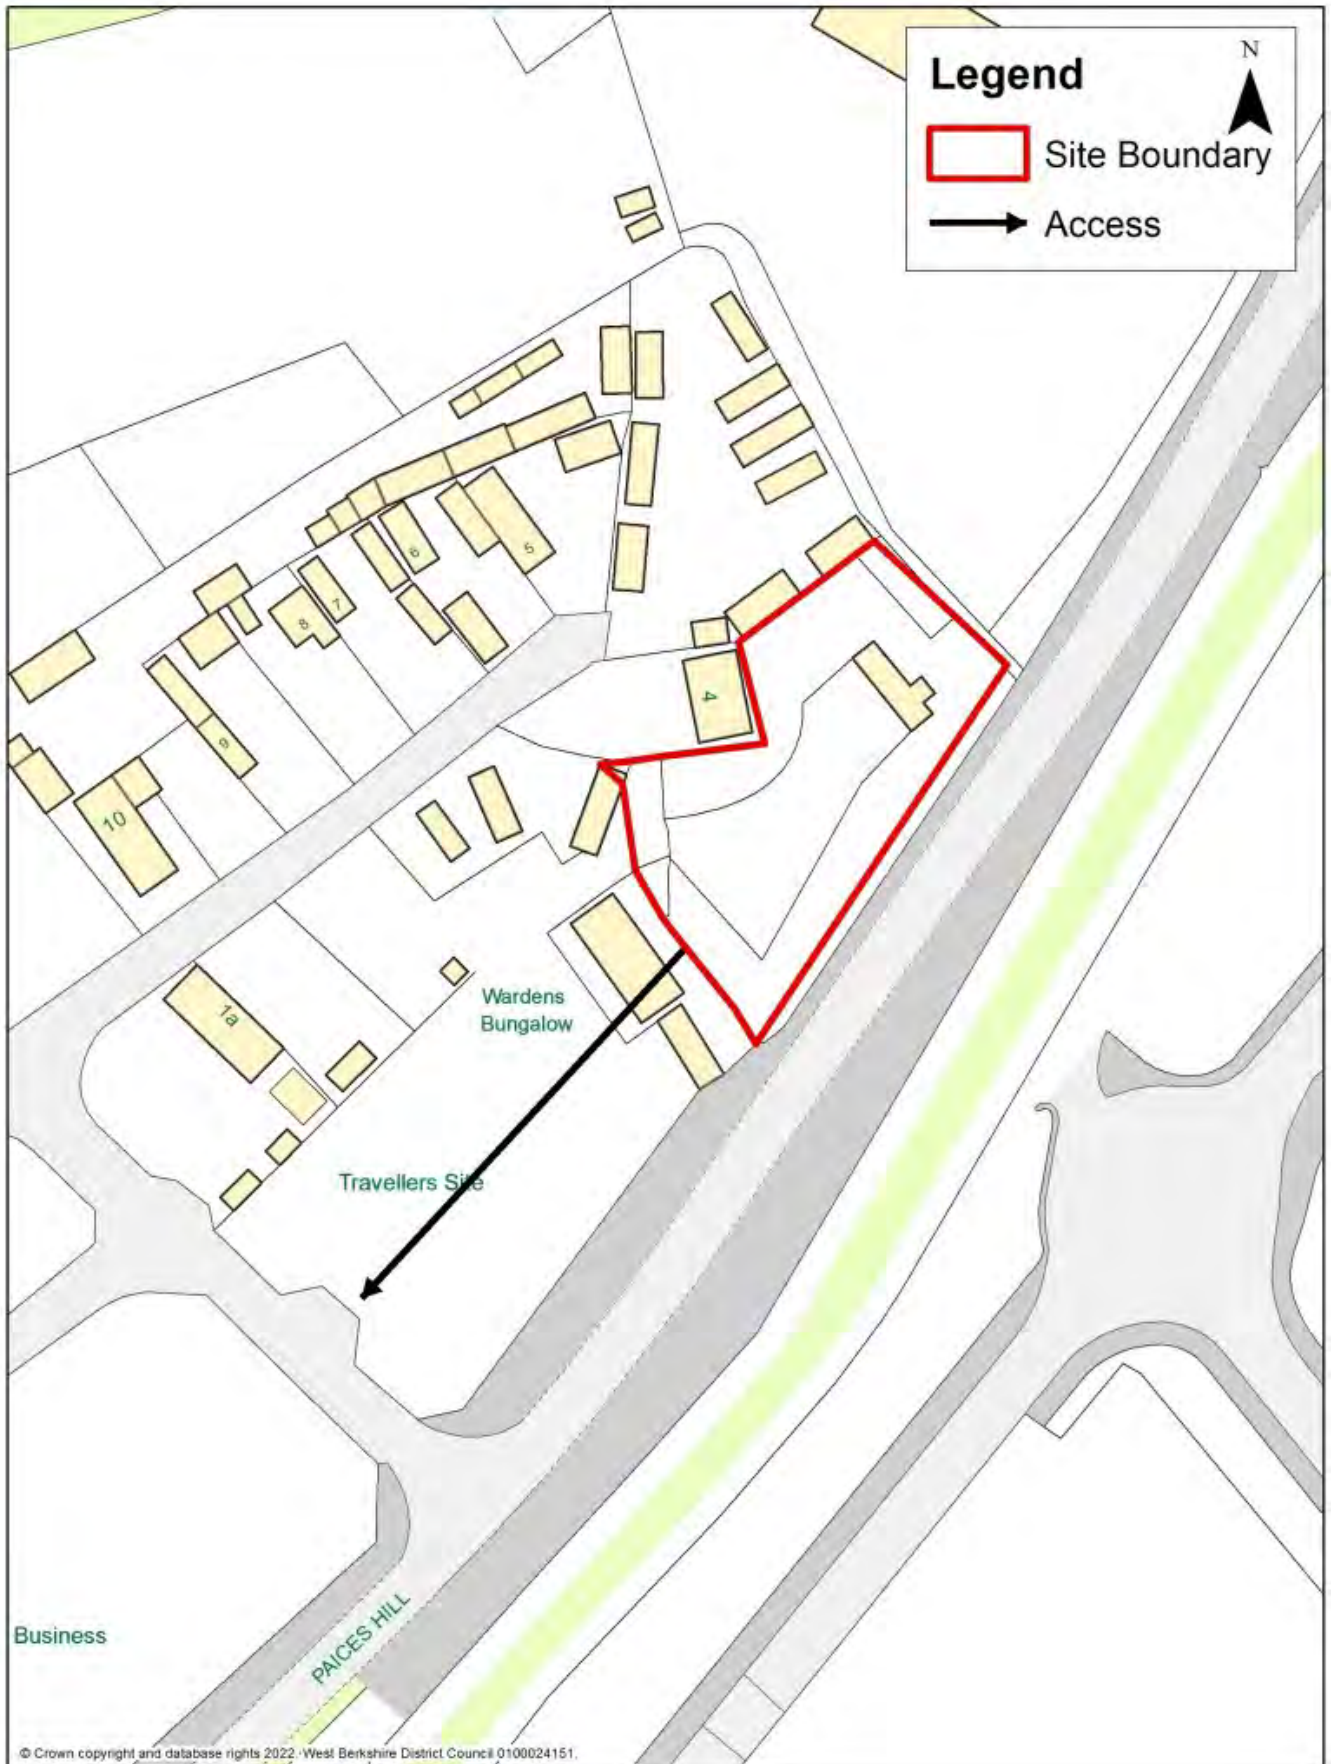 Legend
N
Site Boundary
Access
6
5
7
8
4
9
10
Wardens
Bungalow
1a
Travellers Site
PAICES HILL
Business
© Crown copyright and database rights 2022. West Berkshire District Council 0100024151.